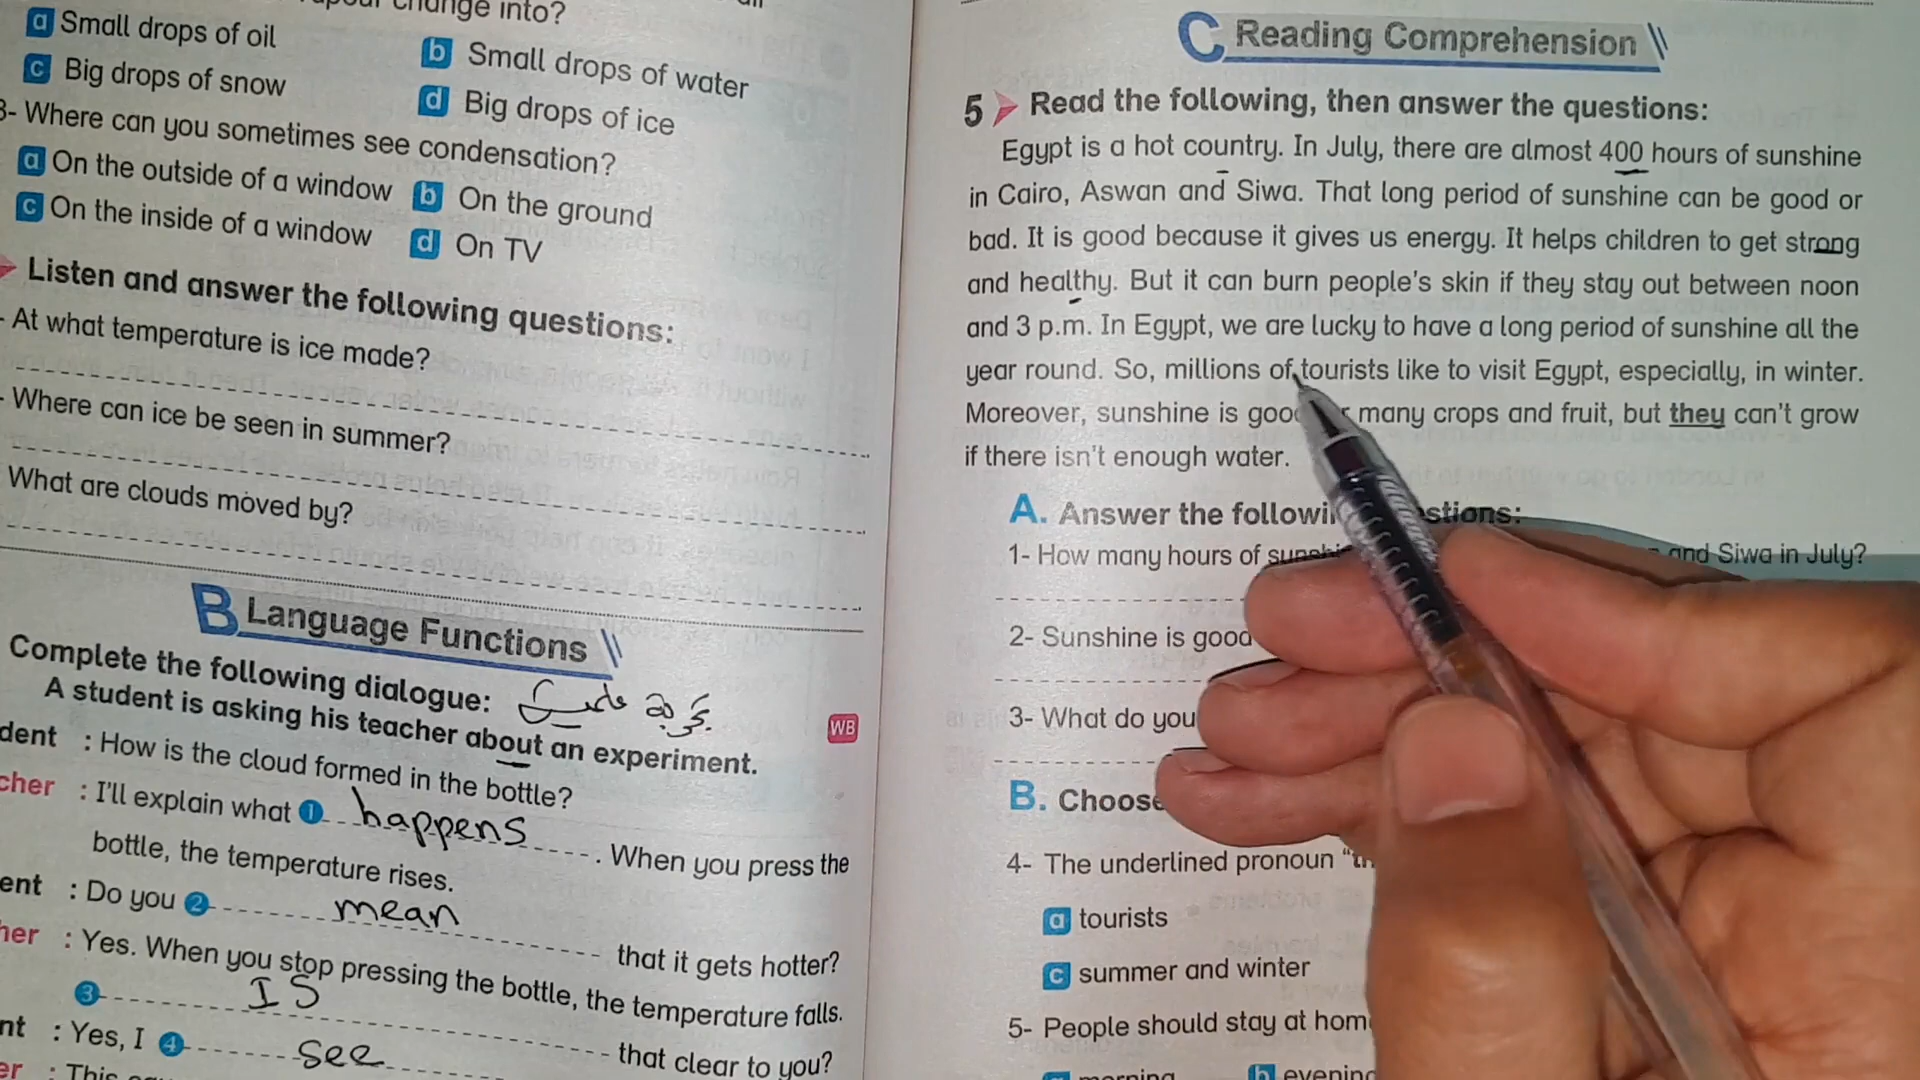 change into?
a Small drops of oil
b Small drops of water
c Big drops of snow
d Big drops of ice
3- Where can you sometimes see condensation?
a On the outside of a window
b On the ground
c On the inside of a window
d On TV
Listen and answer the following questions:
- At what temperature is ice made?
- Where can ice be seen in summer?
What are clouds moved by?
B Language Functions
Complete the following dialogue:
A student is asking his teacher about an experiment.
WB
dent : How is the cloud formed in the bottle?
cher : I'll explain what 1 happens . When you press the
bottle, the temperature rises.
ent : Do you 2 mean that it gets hotter?
her : Yes. When you stop pressing the bottle, the temperature falls.
3 IS that clear to you?
nt : Yes, I 4 see
er : This
C Reading Comprehension
5 Read the following, then answer the questions:
Egypt is a hot country. In July, there are almost 400 hours of sunshine
in Cairo, Aswan and Siwa. That long period of sunshine can be good or
bad. It is good because it gives us energy. It helps children to get strong
and healthy. But it can burn people's skin if they stay out between noon
and 3 p.m. In Egypt, we are lucky to have a long period of sunshine all the
year round. So, millions of tourists like to visit Egypt, especially, in winter.
Moreover, sunshine is good many crops and fruit, but they can't grow
if there isn't enough water.
A. Answer the following questions:
1- How many hours of sunshi and Siwa in July?
2- Sunshine is good
3- What do you
B. Choose
4- The underlined pronoun "th
a tourists
c summer and winter
5- People should stay at hom
a morning
b evening